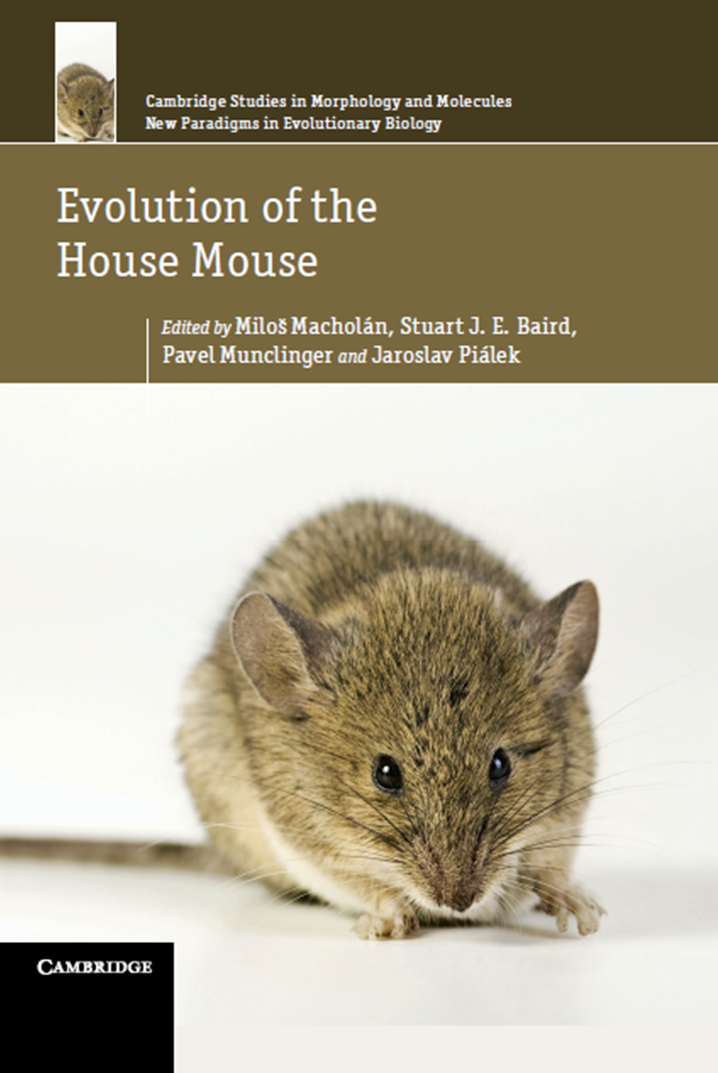 Cambridge Studies in Morphology and Molecules
New Paradigms in Evolutionary Biology
Evolution of the
House Mouse
Edited by Miloš Macholán, Stuart J. E. Baird,
Pavel Munclinger and Jaroslav Piálek
CAMBRIDGE